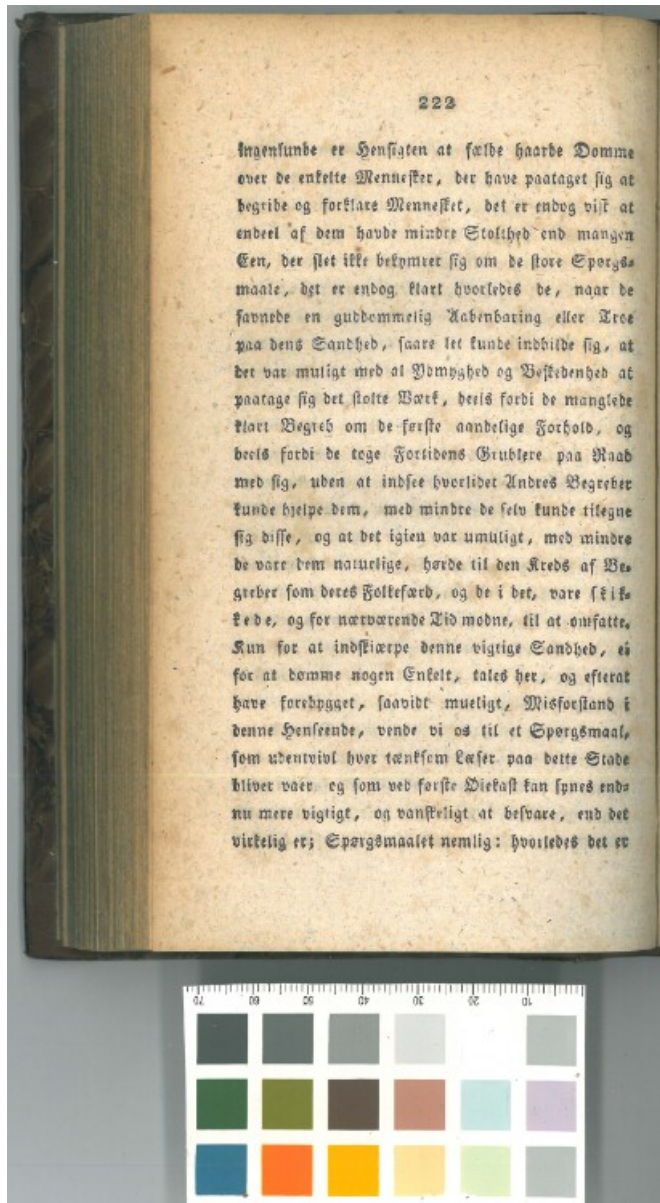 222
ingenlunde er Hensigten at fælde haarde Domme
over de enkelte Mennesker, der have paataget sig at
begribe og forklare Mennesket, det er endog vist at
endeel af dem havde mindre Stolthed end mangen
Een, der slet ikke bekymrer sig om de store Spørgs-
maale, det er endog klart hvorledes de, naar de
savnede en guddommelig Aabenbaring eller Troe
paa dens Sandhed, saare let kunde indbilde sig, at
det var muligt med al Ydmyghed og Beskedenhed at
paatage sig det stolte Værk, deels fordi de manglede
klart Begreb om de første aandelige Forhold, og
deels fordi de toge Fortidens Grublere paa Raad
med sig, uden at indsee hvorlidet Andres Begreber
kunde hjelpe dem, med mindre de selv kunde tilegne
sig disse, og at det igien var umuligt, med mindre
de vare dem naturlige, hørde til den Kreds af Be-
greber som deres Folkefærd, og de i det, vare skik-
kede, og for nærværende Tid modne, til at omfatte.
Kun for at indskiærpe denne vigtige Sandhed, ei
for at dømme nogen Enkelt, tales her, og efterat
have forebygget, saavidt mueligt, Misforstand i
denne Henseende, vende vi os til et Spørgsmaal,
som udentvivl hver tænksom Læser paa dette Stade
bliver vaer og som ved første Øiekast kan synes end-
nu mere vigtigt, og vanskeligt at besvare, end det
virkelig er; Spørgsmaalet nemlig: hvorledes det er
70 60 50 40 30 20 10